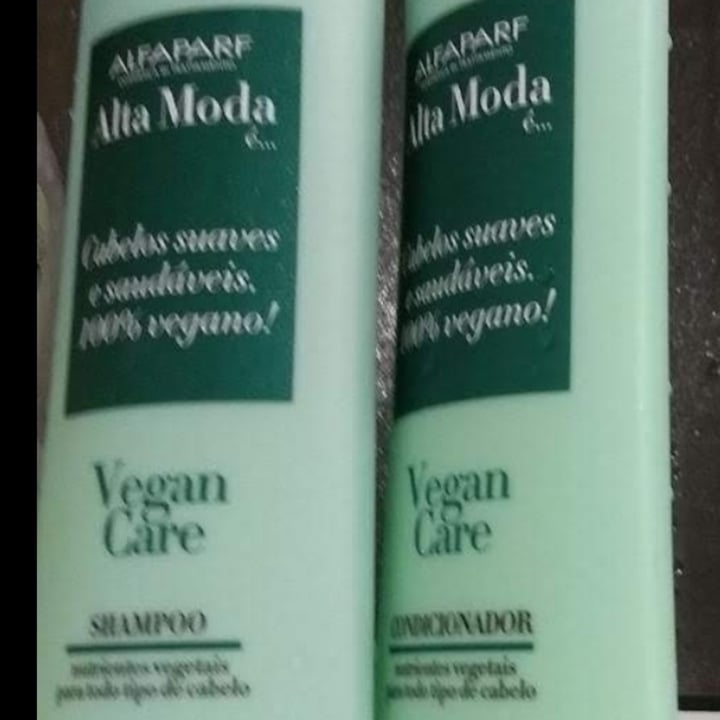 ALFAPARF
Alta Moda
é...
Cabelos suaves
e saudáveis.
100% vegano!
Vegan
Care
SHAMPOO
nutrientes vegetais
para todo tipo de cabelo
ALFAPARF
Alta Moda
é...
Cabelos suaves
e saudáveis.
100% vegano!
Vegan
Care
CONDICIONADOR
nutrientes vegetais
para todo tipo de cabelo